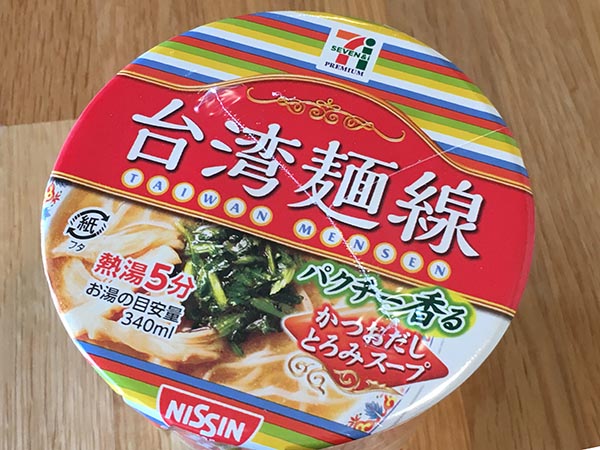 SEVEN&i
PREMIUM
台湾麺線
TAIWAN MENSEN
紙
フタ
熱湯5分
お湯の目安量
340ml
パクチー香る
かつおだし
とろみスープ
NISSIN